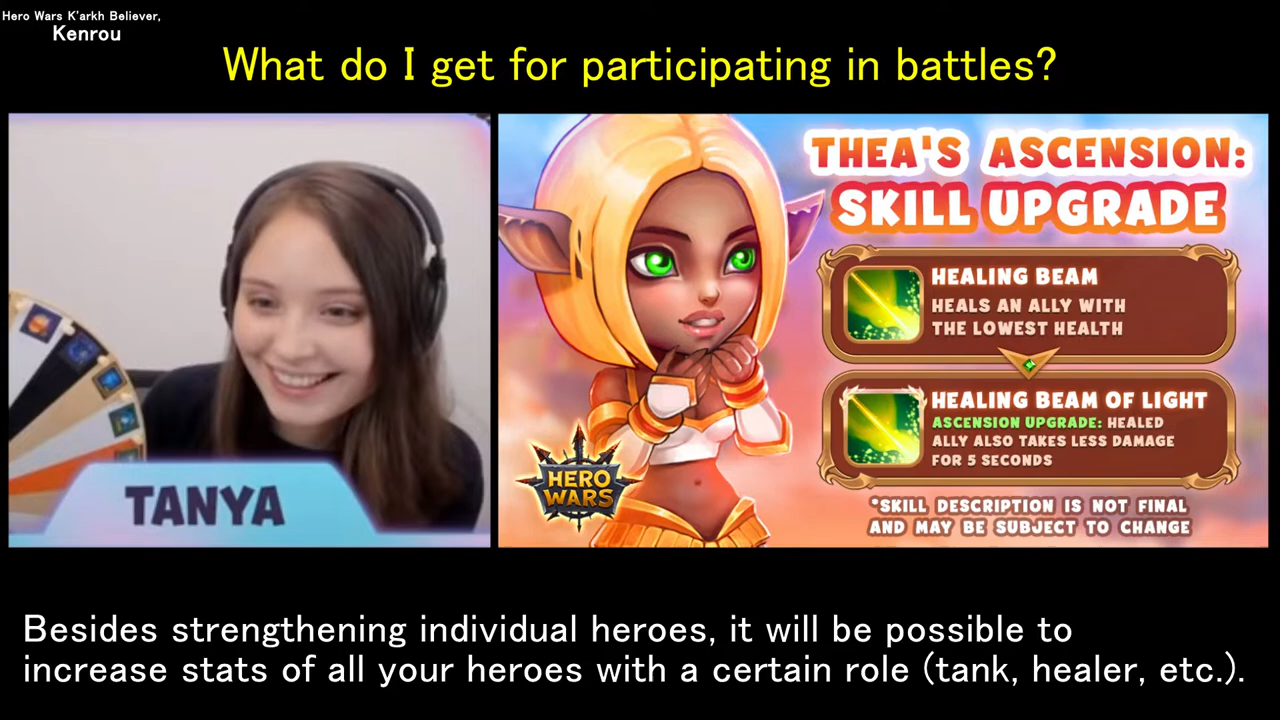 Hero Wars K'arkh Believer,
Kenrou
What do I get for participating in battles?
TANYA
THEA'S ASCENSION:
SKILL UPGRADE
HEALING BEAM
HEALS AN ALLY WITH
THE LOWEST HEALTH
HEALING BEAM OF LIGHT
ASCENSION UPGRADE: HEALED
ALLY ALSO TAKES LESS DAMAGE
FOR 5 SECONDS
HERO
WARS
*SKILL DESCRIPTION IS NOT FINAL
AND MAY BE SUBJECT TO CHANGE
Besides strengthening individual heroes, it will be possible to
increase stats of all your heroes with a certain role (tank, healer, etc.).